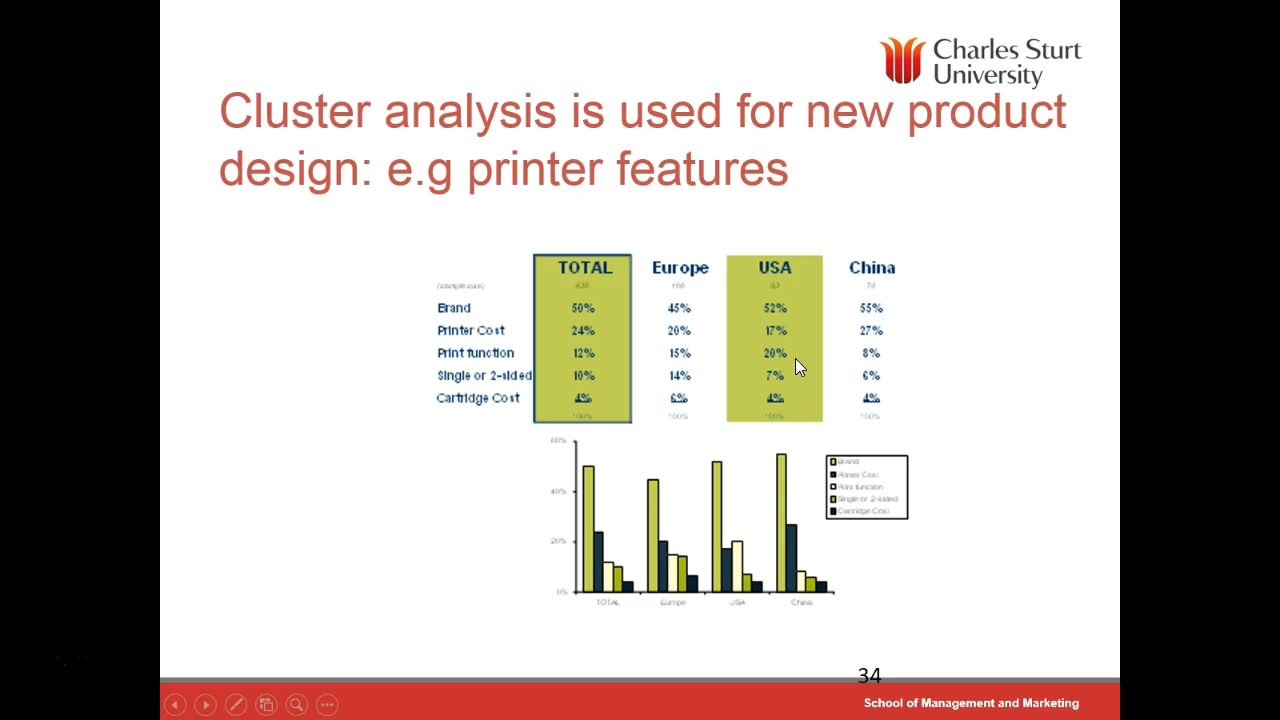 Charles Sturt
University
Cluster analysis is used for new product
design: e.g printer features
TOTAL Europe USA China
(sample size)
Brand 50% 45% 52% 55%
Printer Cost 24% 20% 17% 27%
Print function 12% 15% 20% 8%
Single or 2-sided 10% 14% 7% 6%
Cartridge Cost 4% 6% 4% 4%
100% 100% 100% 100%
60%
40%
20%
0%
TOTAL Europe USA China
Brand
Printer Cost
Print function
Single or 2-sided
Cartridge Cost
34
School of Management and Marketing